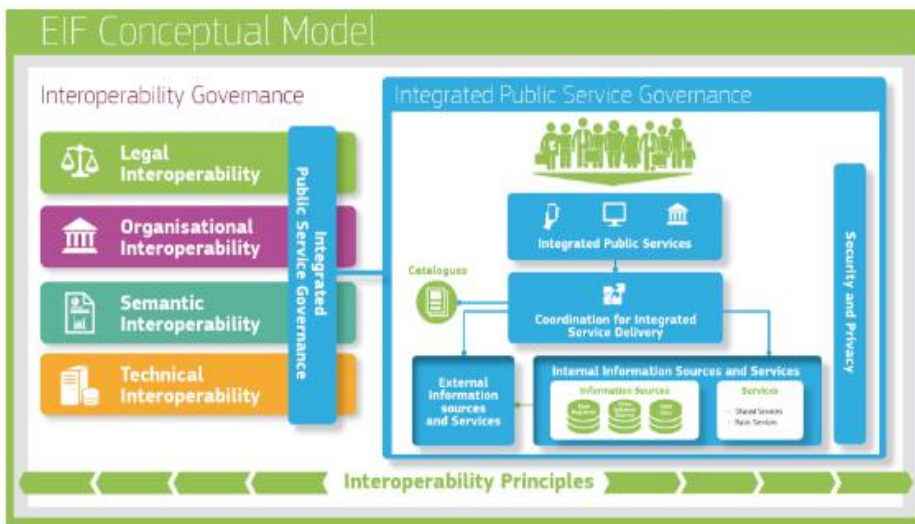 EIF Conceptual Model
Interoperability Governance
Legal
Interoperability
Organisational
Interoperability
Semantic
Interoperability
Technical
Interoperability
Integrated
Public Service Governance
Integrated Public Service Governance
Integrated Public Services
Catalogues
Coordination for Integrated
Service Delivery
External
Information
sources
and Services
Internal Information Sources and Services
Information Sources
Services
- Shared Services
- Basic Services
Security and Privacy
Interoperability Principles